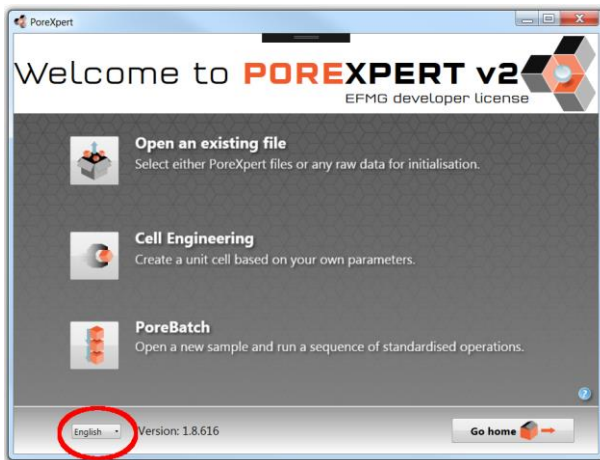 PoreXpert
Welcome to POREXPERT v2
EFMG developer license
Open an existing file
Select either PoreXpert files or any raw data for initialisation.
Cell Engineering
Create a unit cell based on your own parameters.
PoreBatch
Open a new sample and run a sequence of standardised operations.
?
English
Version: 1.8.616
Go home